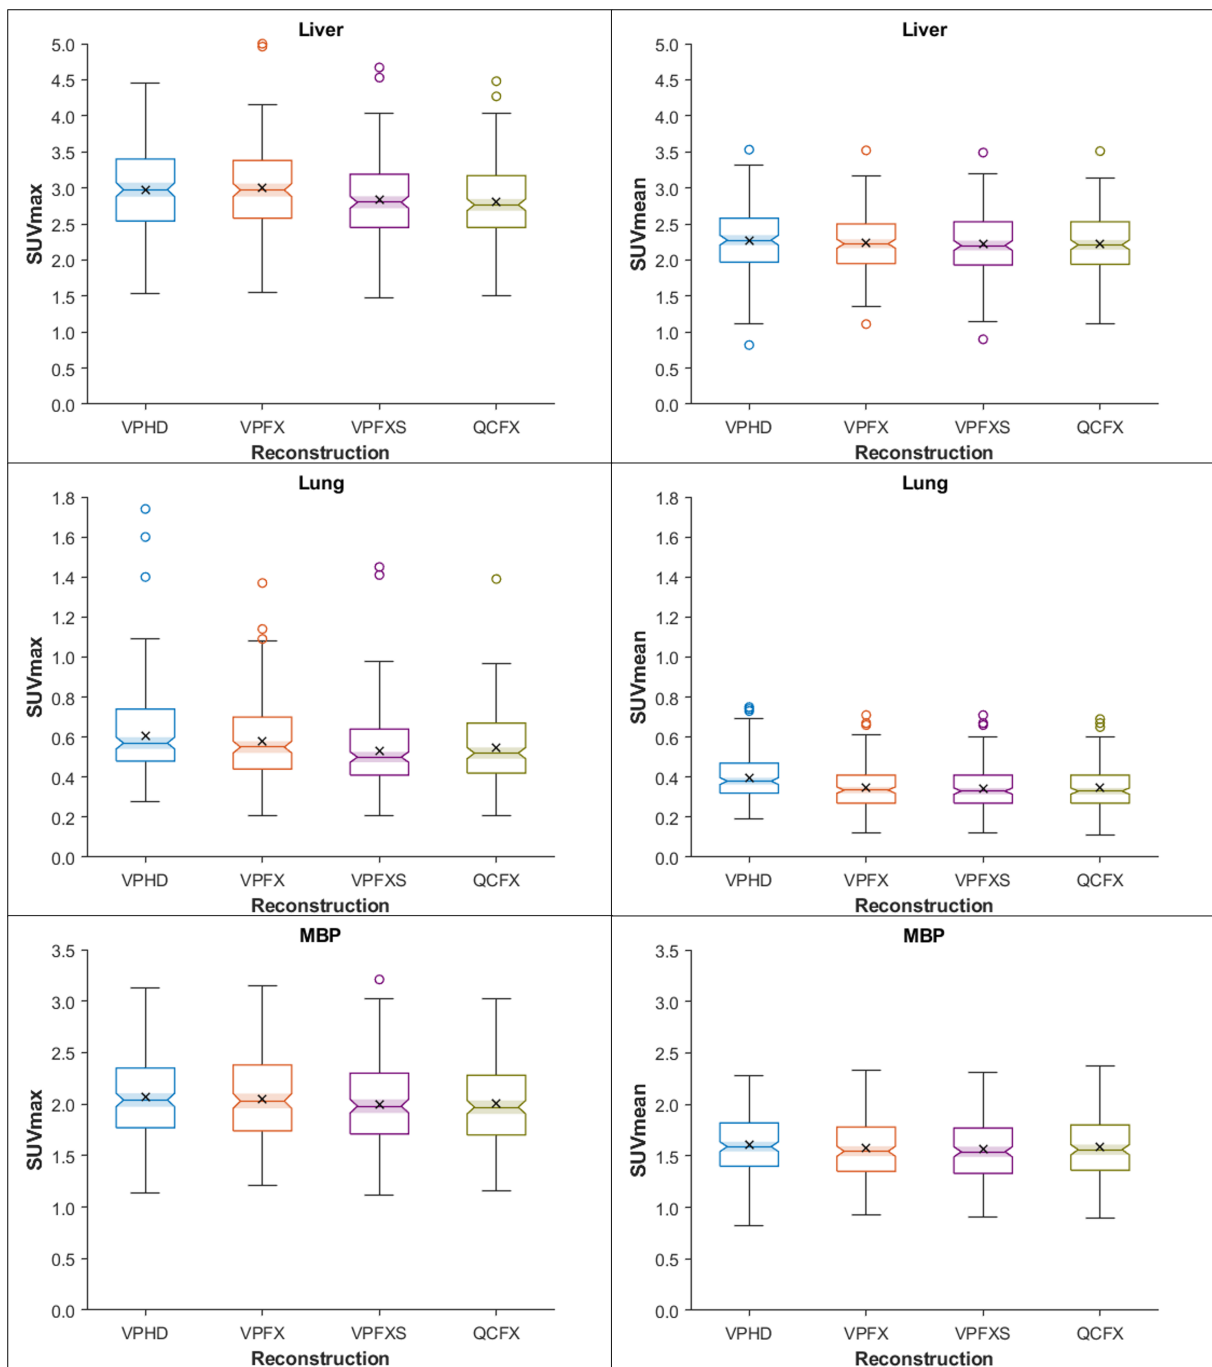 Liver
SUVmax
5.0
4.5
4.0
3.5
3.0
2.5
2.0
1.5
1.0
0.5
0.0
VPHD VPFX VPFXS QCFX
Reconstruction
Liver
SUVmean
5.0
4.5
4.0
3.5
3.0
2.5
2.0
1.5
1.0
0.5
0.0
VPHD VPFX VPFXS QCFX
Reconstruction
Lung
SUVmax
1.8
1.6
1.4
1.2
1.0
0.8
0.6
0.4
0.2
0.0
VPHD VPFX VPFXS QCFX
Reconstruction
Lung
SUVmean
1.8
1.6
1.4
1.2
1.0
0.8
0.6
0.4
0.2
0.0
VPHD VPFX VPFXS QCFX
Reconstruction
MBP
SUVmax
3.5
3.0
2.5
2.0
1.5
1.0
0.5
0.0
VPHD VPFX VPFXS QCFX
Reconstruction
MBP
SUVmean
3.5
3.0
2.5
2.0
1.5
1.0
0.5
0.0
VPHD VPFX VPFXS QCFX
Reconstruction